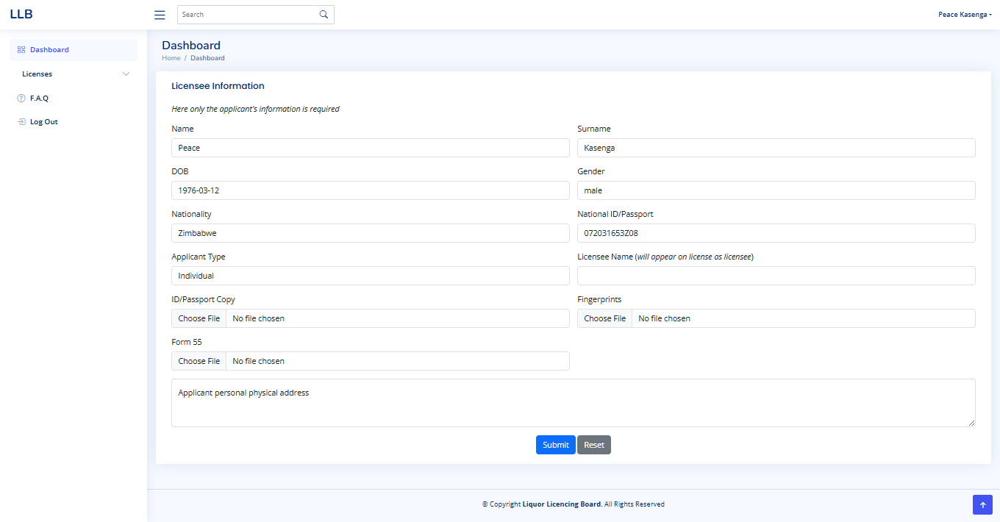 LLB
Search
Peace Kasenga
Dashboard
Licenses
F.A.Q
Log Out
Dashboard
Home / Dashboard
Licensee Information
Here only the applicant's information is required
Name
Surname
Peace
Kasenga
DOB
Gender
1976-03-12
male
Nationality
National ID/Passport
Zimbabwe
072031653Z08
Applicant Type
Licensee Name (will appear on license as licensee)
Individual
ID/Passport Copy
Fingerprints
Choose File No file chosen
Choose File No file chosen
Form 55
Choose File No file chosen
Applicant personal physical address
Submit
Reset
© Copyright Liquor Licencing Board. All Rights Reserved